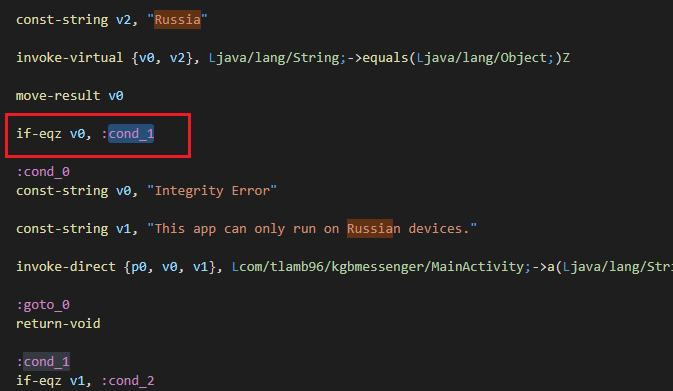 const-string v2, "Russia"
invoke-virtual {v0, v2}, Ljava/lang/String;->equals(Ljava/lang/Object;)Z
move-result v0
if-eqz v0, :cond_1
:cond_0
const-string v0, "Integrity Error"
const-string v1, "This app can only run on Russian devices."
invoke-direct {p0, v0, v1}, Lcom/tlamb96/kgbmessenger/MainActivity;->a(Ljava/lang/Stri
:goto_0
return-void
:cond_1
if-eqz v1, :cond_2